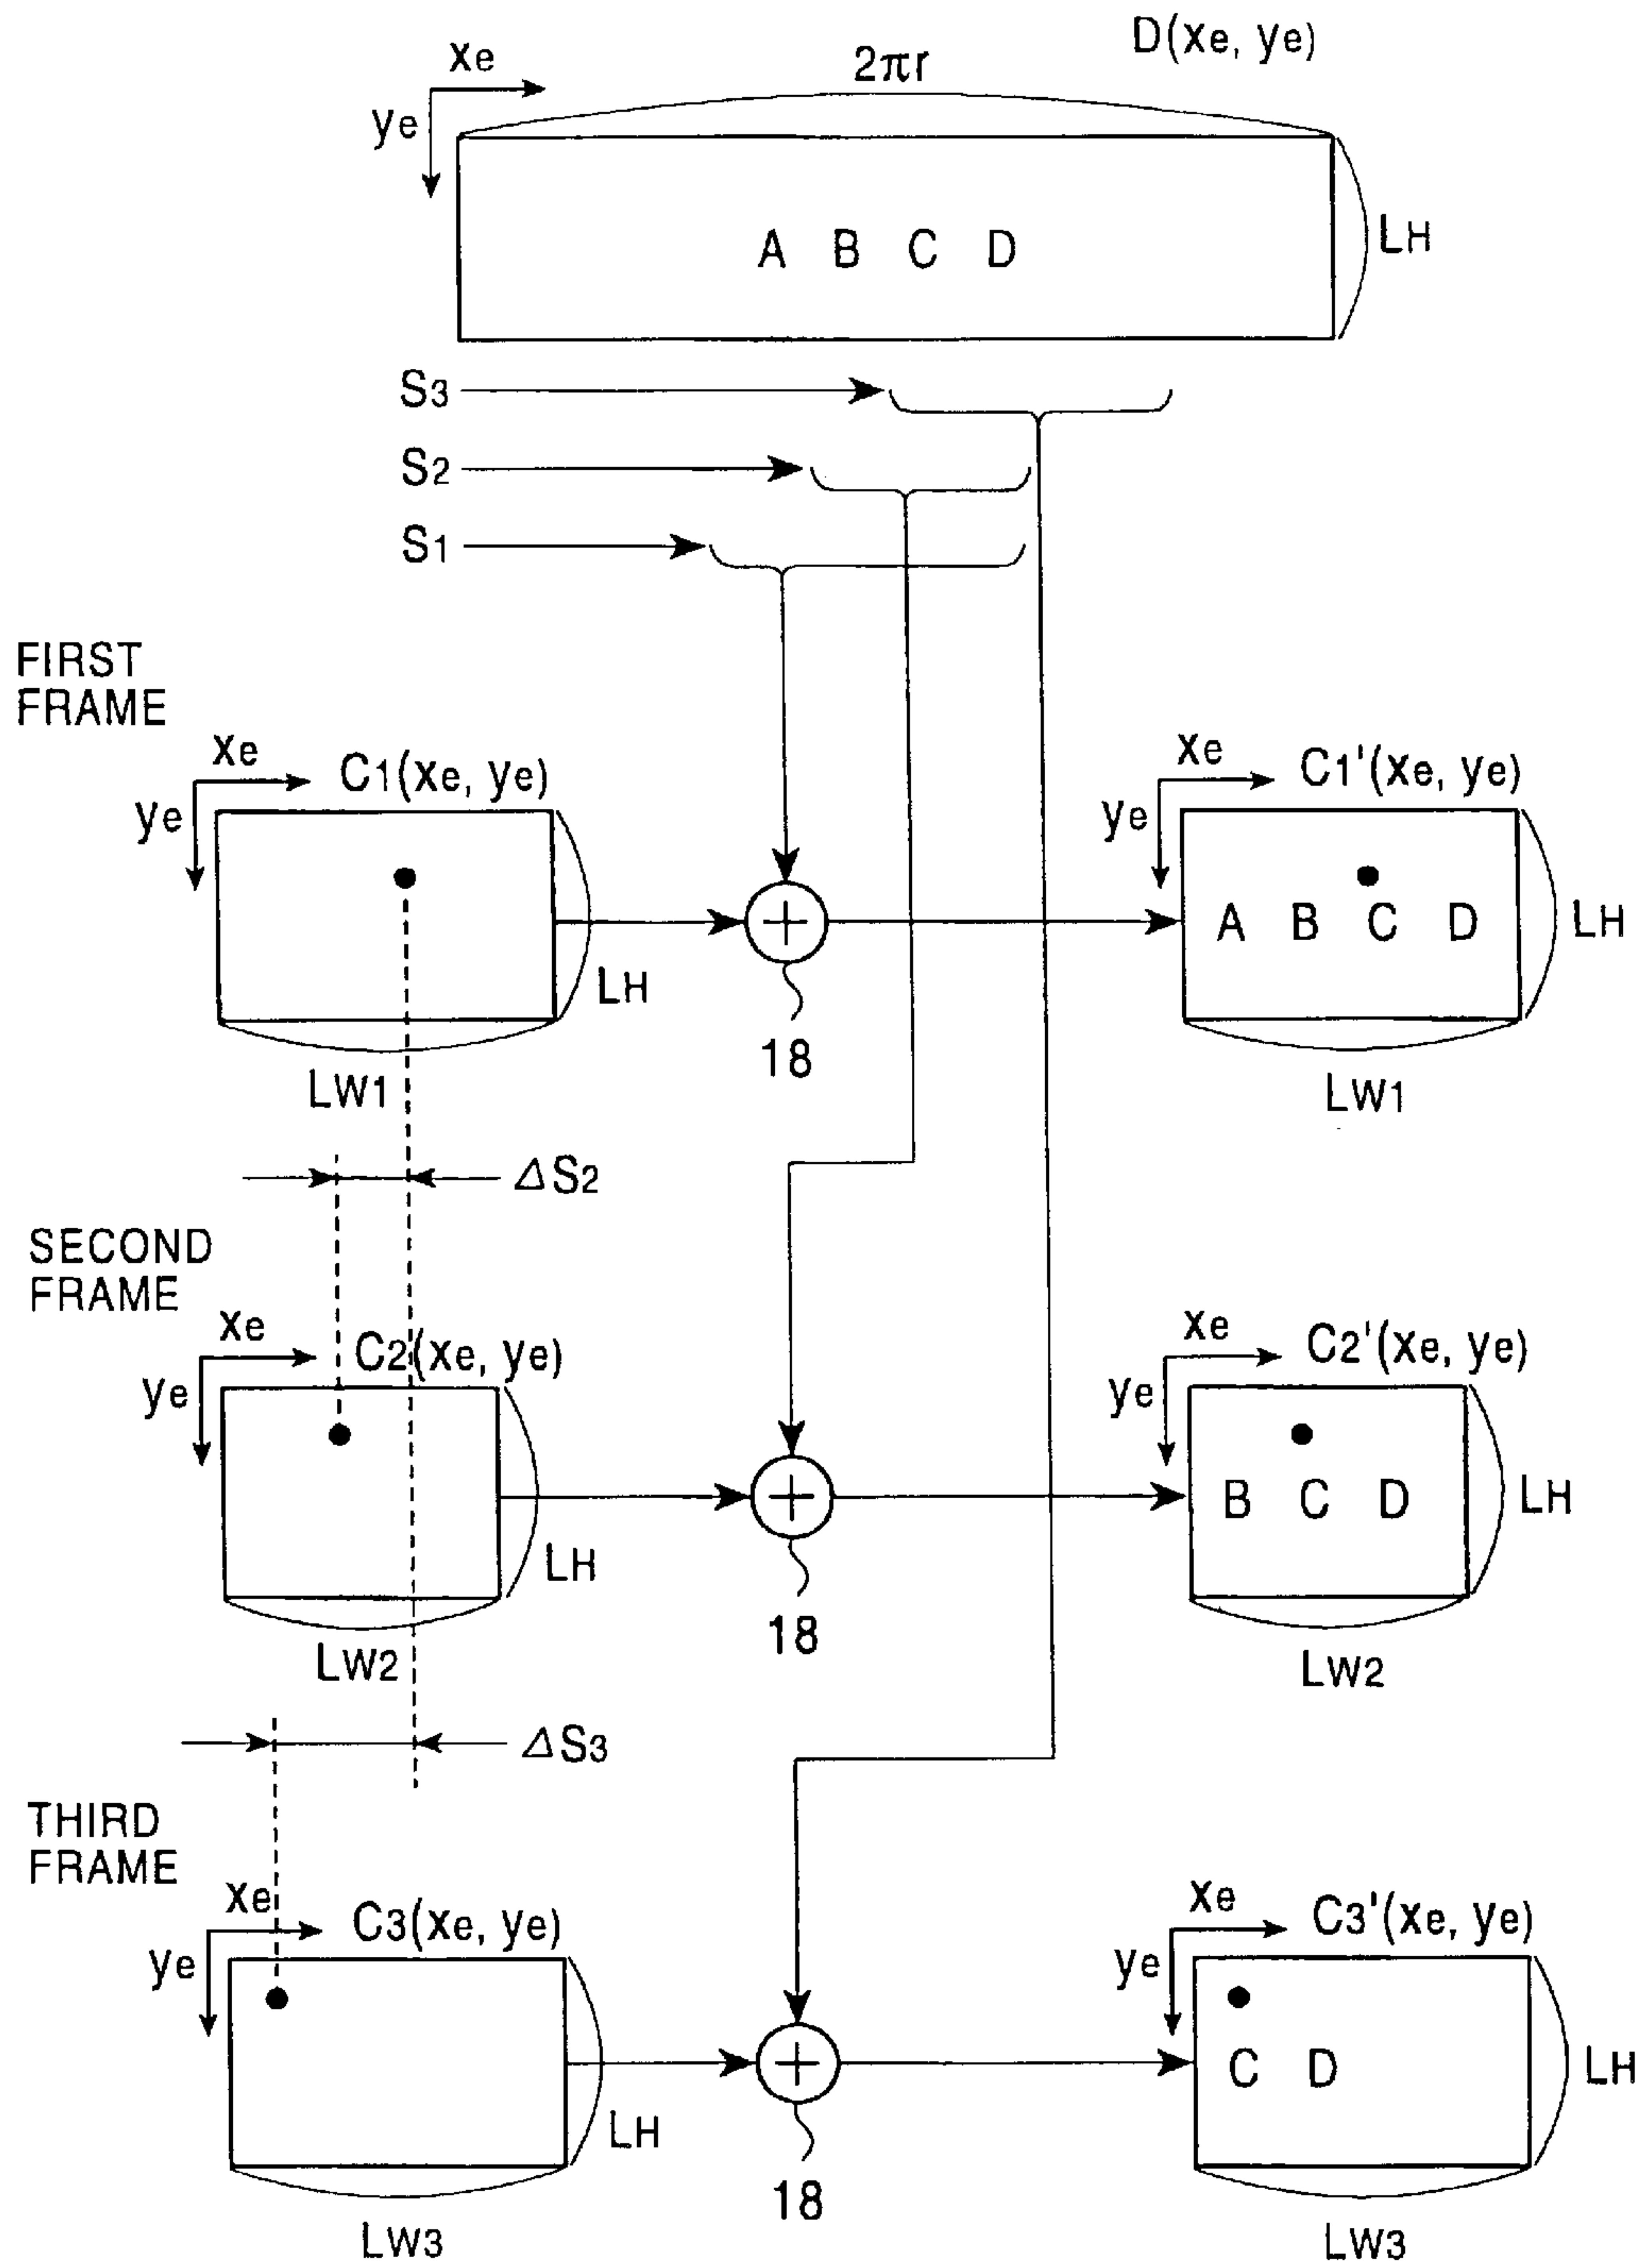 D(xe, ye)
xe
2πr
ye
A B C D
LH
S3
S2
S1
FIRST
FRAME
xe
C1(xe, ye)
ye
xe
C1'(xe, ye)
ye
A B C D
LH
LH
18
LW1
LW1
ΔS2
SECOND
FRAME
xe
C2(xe, ye)
ye
xe
C2'(xe, ye)
ye
B C D
LH
LH
18
LW2
LW2
ΔS3
THIRD
FRAME
xe
C3(xe, ye)
ye
xe
C3'(xe, ye)
ye
C D
LH
LH
18
LW3
LW3